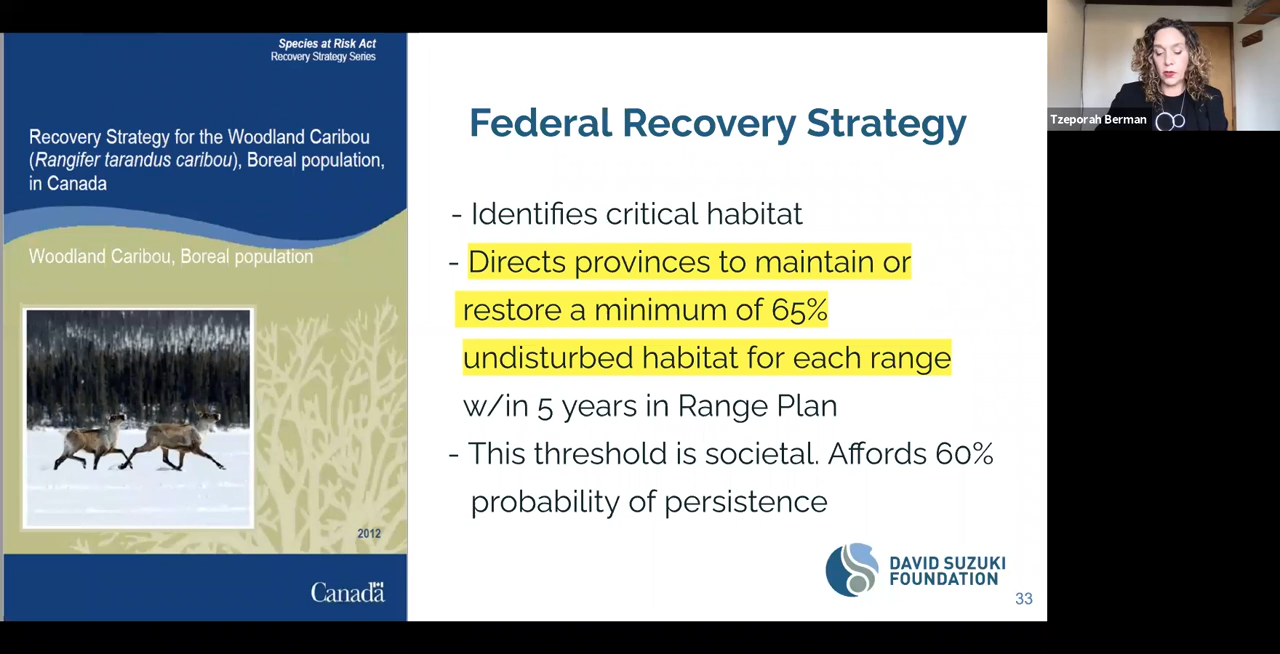 Species at Risk Act
Recovery Strategy Series
Recovery Strategy for the Woodland Caribou
(Rangifer tarandus caribou), Boreal population,
in Canada
Woodland Caribou, Boreal population
2012
Canada
Federal Recovery Strategy
- Identifies critical habitat
- Directs provinces to maintain or
restore a minimum of 65%
undisturbed habitat for each range
w/in 5 years in Range Plan
- This threshold is societal. Affords 60%
probability of persistence
DAVID SUZUKI
FOUNDATION
33
Tzeporah Berman